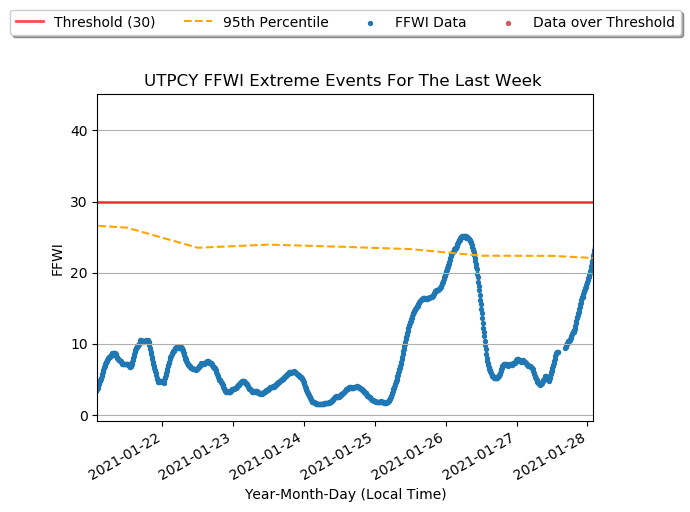 Threshold (30) 95th Percentile FFWI Data Data over Threshold
UTPCY FFWI Extreme Events For The Last Week
FFWI
40
30
20
10
0
2021-01-22 2021-01-23 2021-01-24 2021-01-25 2021-01-26 2021-01-27 2021-01-28
Year-Month-Day (Local Time)